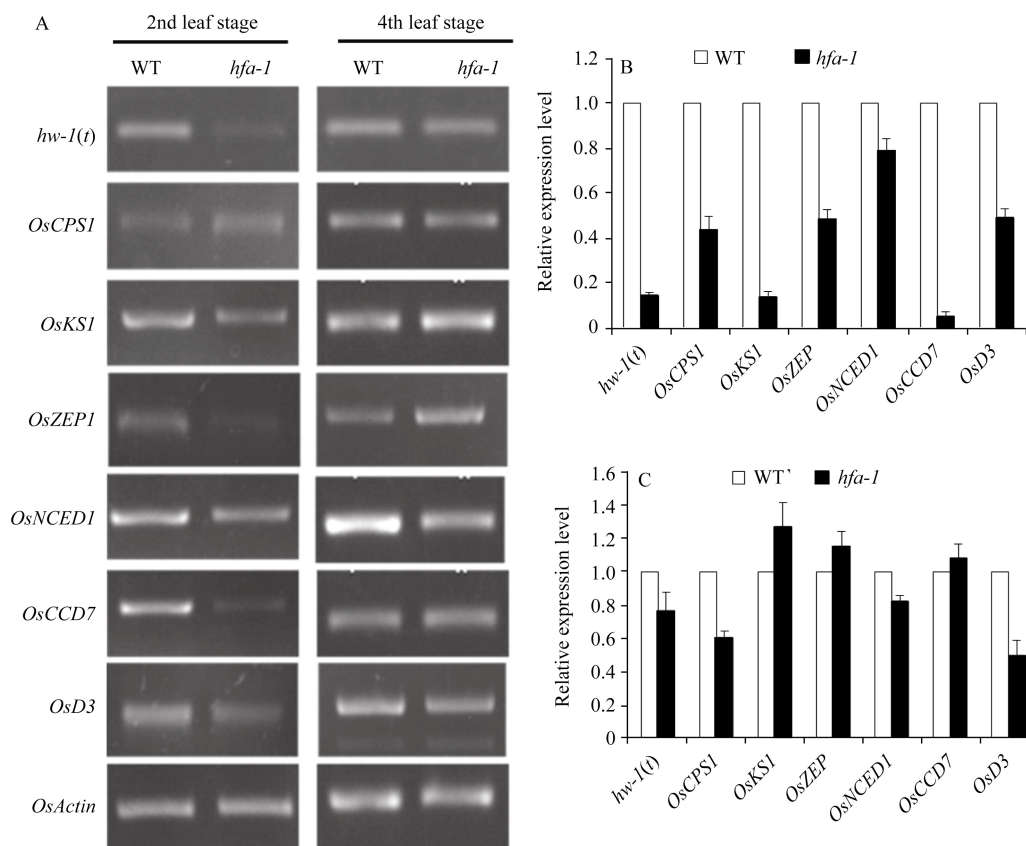 A
2nd leaf stage
4th leaf stage
WT
hfa-1
WT
hfa-1
hw-1(t)
OsCPS1
OsKS1
OsZEP1
OsNCED1
OsCCD7
OsD3
OsActin
B
WT
hfa-1
Relative expression level
1.2
1.0
0.8
0.6
0.4
0.2
0
hw-1(t)
OsCPS1
OsKS1
OsZEP
OsNCED1
OsCCD7
OsD3
C
WT`
hfa-1
Relative expression level
1.6
1.4
1.2
1.0
0.8
0.6
0.4
0.2
0
hw-1(t)
OsCPS1
OsKS1
OsZEP
OsNCED1
OsCCD7
OsD3